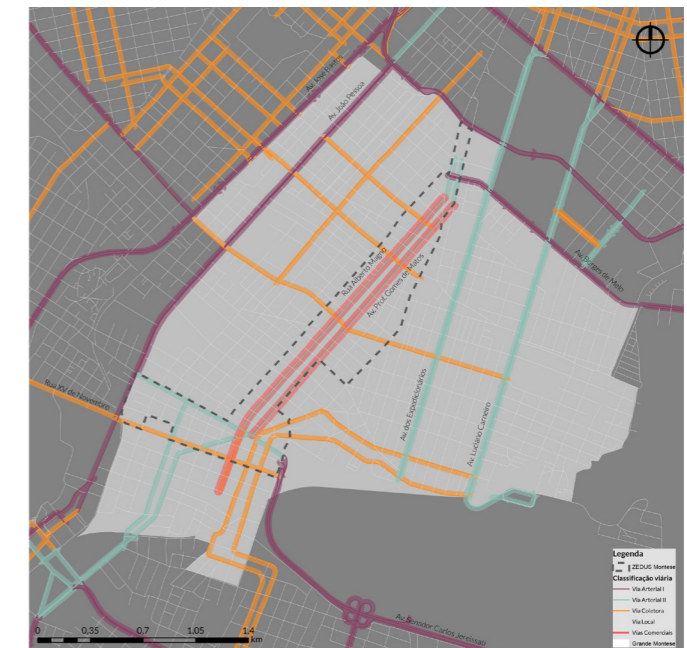 Av. José Bastos
Av. João Pessoa
Rua Alberto Magno
Av. Prof. Gomes de Matos
Av. Borges de Melo
Rua XV de Novembro
Av. dos Expedicionários
Av. Luciano Carneiro
Av. Senador Carlos Jereissati
0 0.35 0.7 1.05 1.4
km
Legenda
ZEDUS Montese
Classificação viária
Via Arterial I
Via Arterial II
Via Coletora
Via Local
Vias Comerciais
Grande Montese